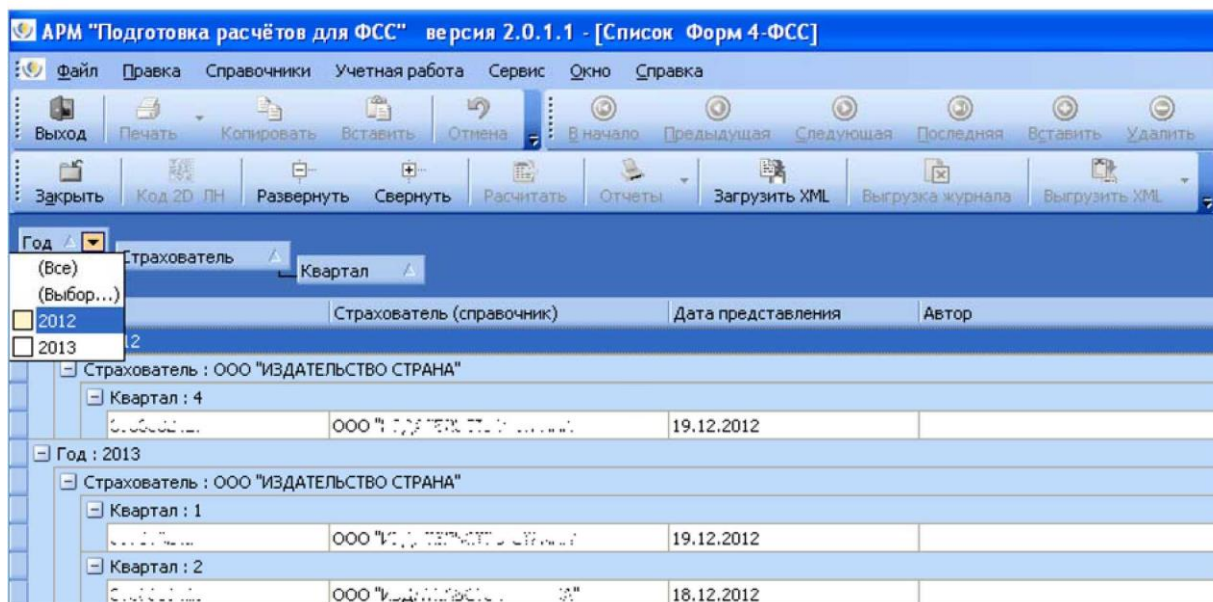 АРМ "Подготовка расчётов для ФСС" версия 2.0.1.1 - [Список Форм 4-ФСС]
Файл Правка Справочники Учетная работа Сервис Окно Справка
Выход Печать Копировать Вставить Отмена В начало Предыдущая Следующая Последняя Вставить Удалить
Закрыть Код 2D ЛН Развернуть Свернуть Расчитать Отчеты Загрузить XML Выгрузка журнала Выгрузить XML
Год Страхователь Квартал
(Все)
(Выбор...)
2012
2013
Страхователь (справочник) Дата представления Автор
12
Страхователь : ООО "ИЗДАТЕЛЬСТВО СТРАНА"
Квартал : 4
ООО " 19.12.2012
Год : 2013
Страхователь : ООО "ИЗДАТЕЛЬСТВО СТРАНА"
Квартал : 1
ООО " 19.12.2012
Квартал : 2
ООО " 18.12.2012